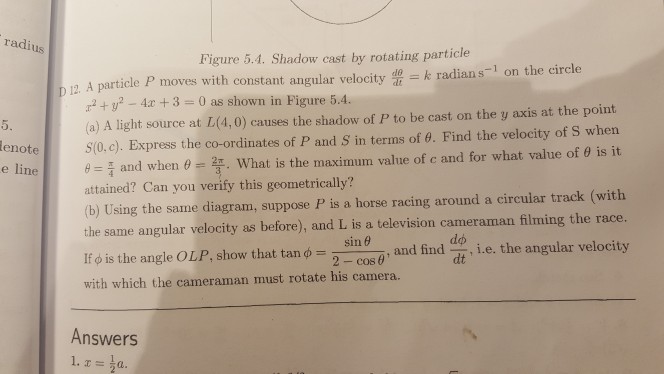 radius
Figure 5.4. Shadow cast by rotating particle
D 12. A particle P moves with constant angular velocity dθ/dt = k radian s⁻¹ on the circle
x² + y² − 4x + 3 = 0 as shown in Figure 5.4.
(a) A light source at L(4, 0) causes the shadow of P to be cast on the y axis at the point
5.
S(0, c). Express the co-ordinates of P and S in terms of θ. Find the velocity of S when
enote
θ = π/4 and when θ = 2π/3. What is the maximum value of c and for what value of θ is it
e line
attained? Can you verify this geometrically?
(b) Using the same diagram, suppose P is a horse racing around a circular track (with
the same angular velocity as before), and L is a television cameraman filming the race.
If ϕ is the angle OLP, show that tan ϕ = sin θ / (2 − cos θ), and find dϕ/dt, i.e. the angular velocity
with which the cameraman must rotate his camera.
Answers
1. x = ½a.